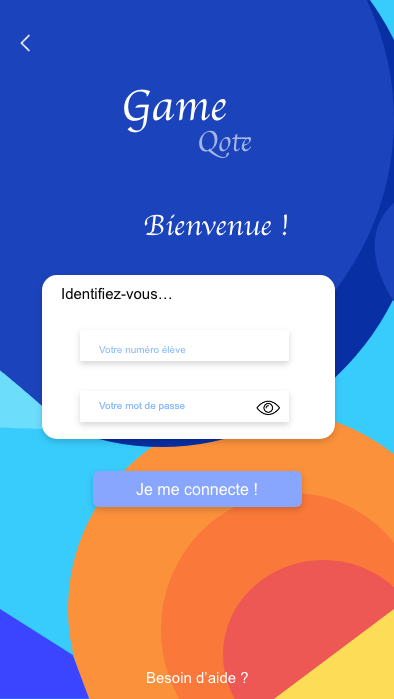 Game
Qote
Bienvenue !
Identifiez-vous…
Votre numéro élève
Votre mot de passe
Je me connecte !
Besoin d'aide ?